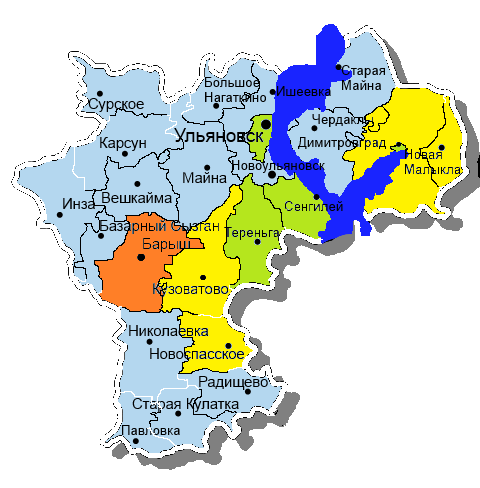 Старая
Майна
Большое
Нагаткино
Ишеевка
Сурское
Чердаклы
Ульяновск
Карсун
Димитровград
Новая
Малыкла
Новоульяновск
Майна
Вешкайма
Инза
Сенгилей
Базарный Сызган
Тереньга
Барыш
Кузоватово
Николаевка
Новоспасское
Радищево
Старая Кулатка
Павловка